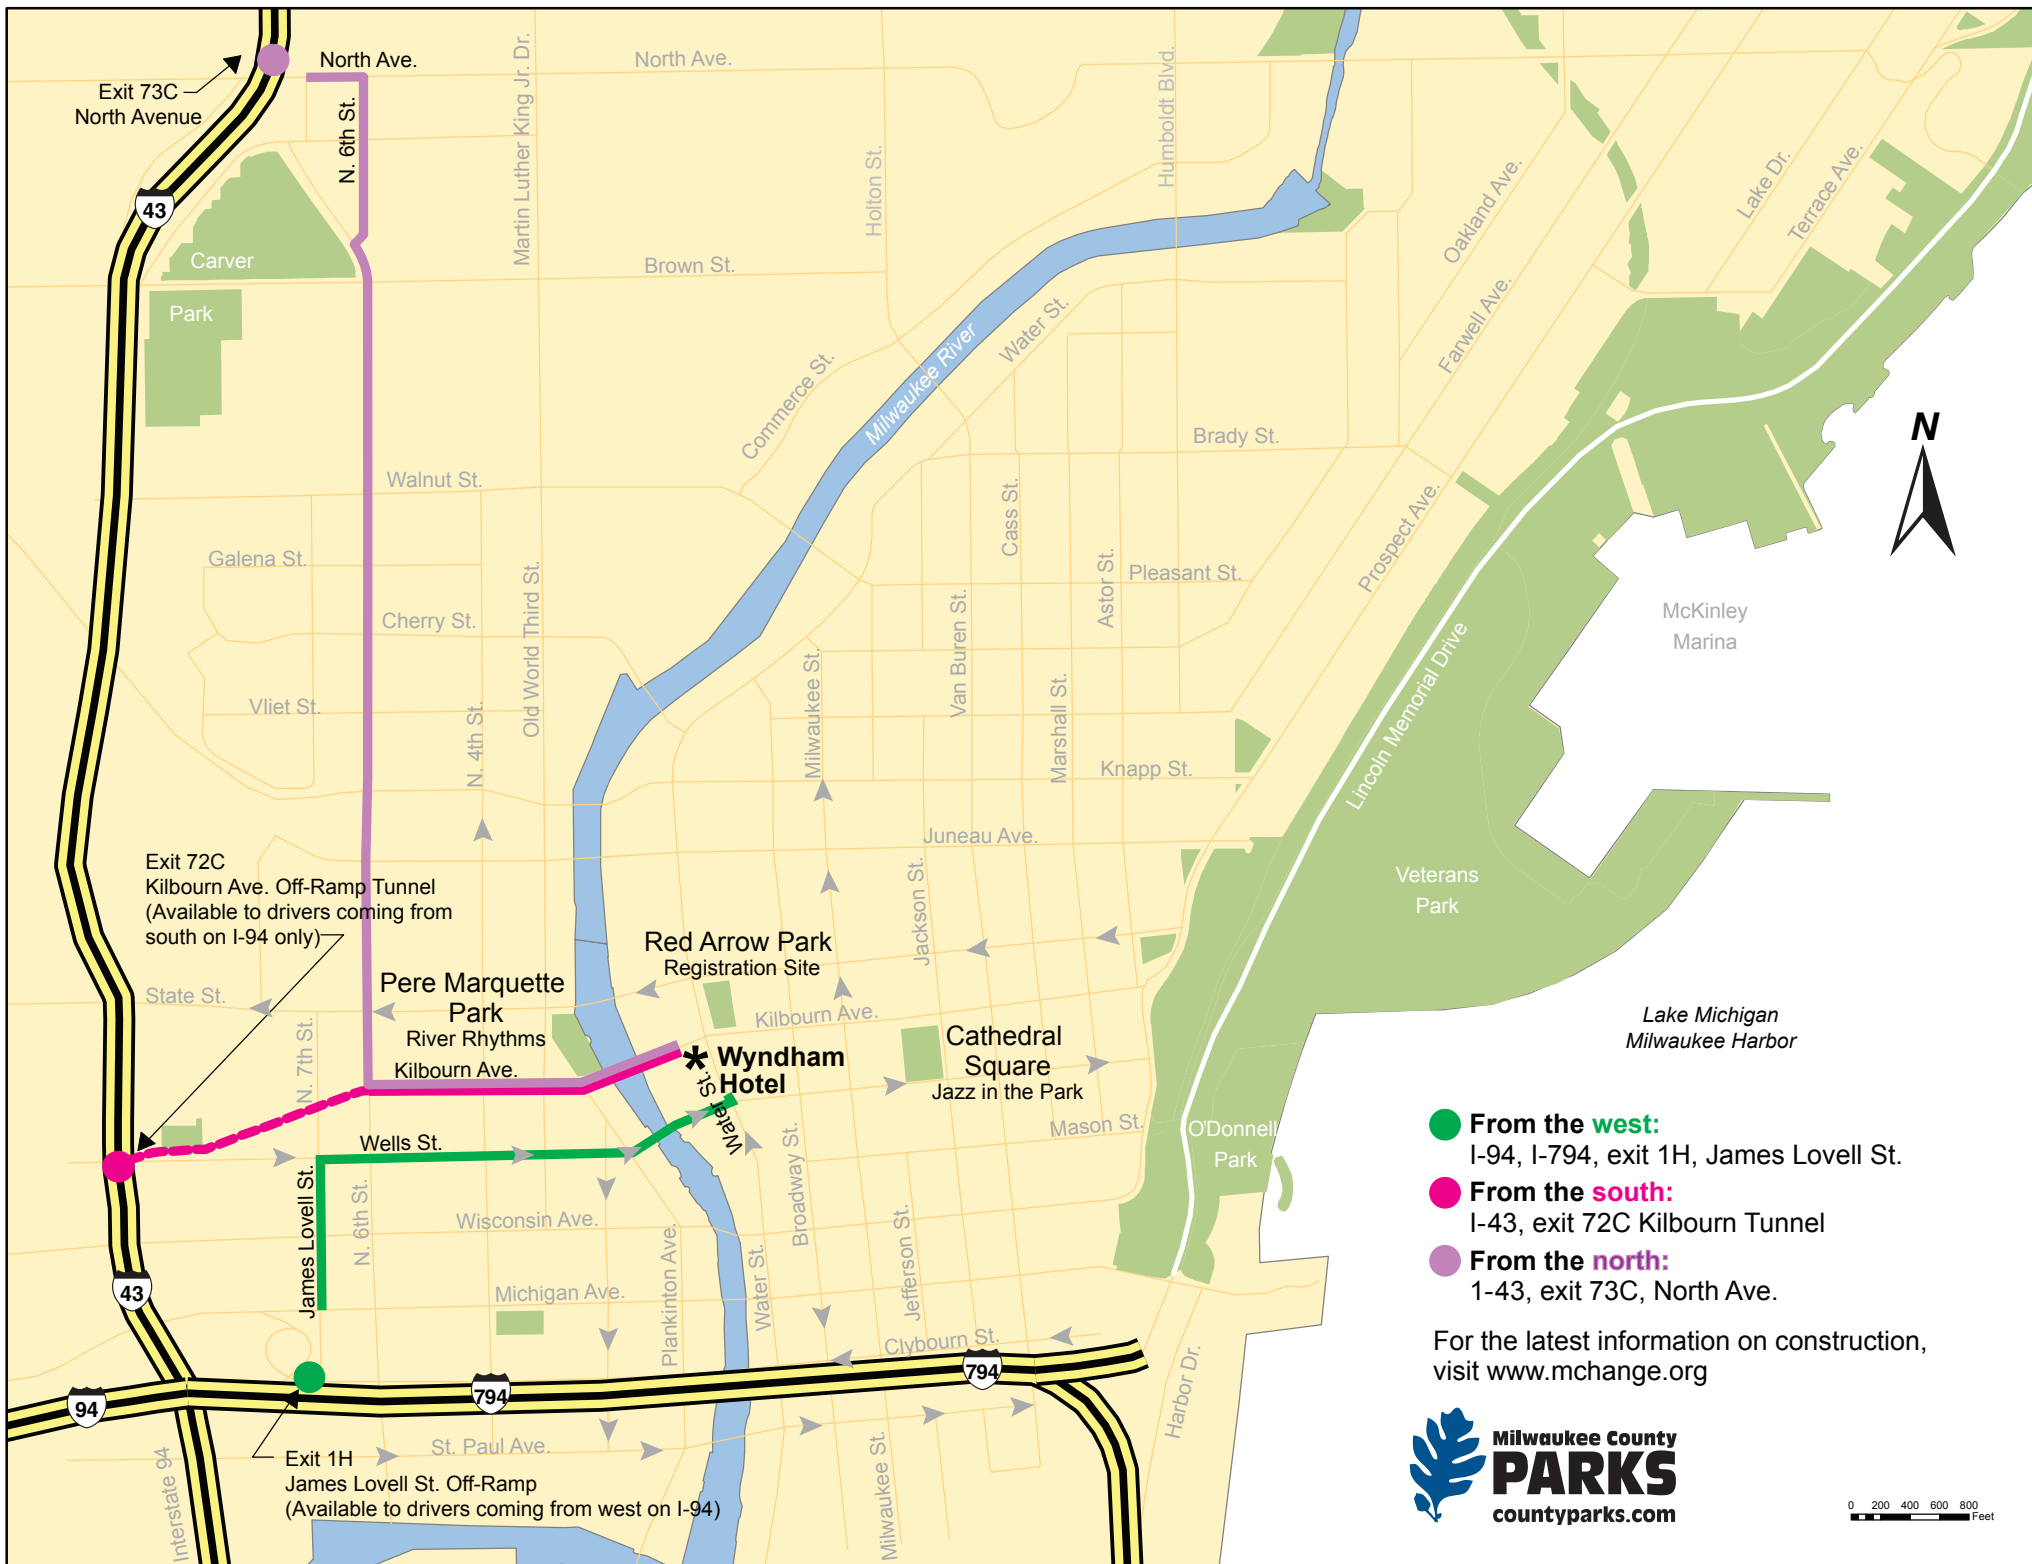 North Ave.
North Ave.
Exit 73C
North Avenue
N. 6th St.
Martin Luther King Jr. Dr.
Holton St.
Humboldt Blvd.
Oakland Ave.
Lake Dr.
Terrace Ave.
43
Carver
Park
Brown St.
Farwell Ave.
Water St.
Milwaukee River
Commerce St.
Brady St.
N
Walnut St.
Cass St.
Prospect Ave.
Galena St.
Old World Third St.
Astor St.
Pleasant St.
Cherry St.
Van Buren St.
McKinley
Marina
Lincoln Memorial Drive
Vliet St.
N. 4th St.
Milwaukee St.
Marshall St.
Knapp St.
Juneau Ave.
Exit 72C
Kilbourn Ave. Off-Ramp Tunnel
(Available to drivers coming from
south on I-94 only)
Jackson St.
Veterans
Park
Red Arrow Park
Registration Site
Pere Marquette
Park
River Rhythms
State St.
Kilbourn Ave.
Lake Michigan
Milwaukee Harbor
N. 7th St.
Kilbourn Ave.
* Wyndham
Hotel
Water St.
Cathedral
Square
Jazz in the Park
Mason St.
O'Donnell
Park
Wells St.
James Lovell St.
N. 6th St.
Wisconsin Ave.
Broadway St.
Plankinton Ave.
Water St.
Jefferson St.
Michigan Ave.
43
Clybourn St.
Harbor Dr.
794
794
94
St. Paul Ave.
Milwaukee St.
Interstate 94
Exit 1H
James Lovell St. Off-Ramp
(Available to drivers coming from west on I-94)
From the west:
I-94, I-794, exit 1H, James Lovell St.
From the south:
I-43, exit 72C Kilbourn Tunnel
From the north:
1-43, exit 73C, North Ave.
For the latest information on construction,
visit www.mchange.org
Milwaukee County
PARKS
countyparks.com
0 200 400 600 800
Feet